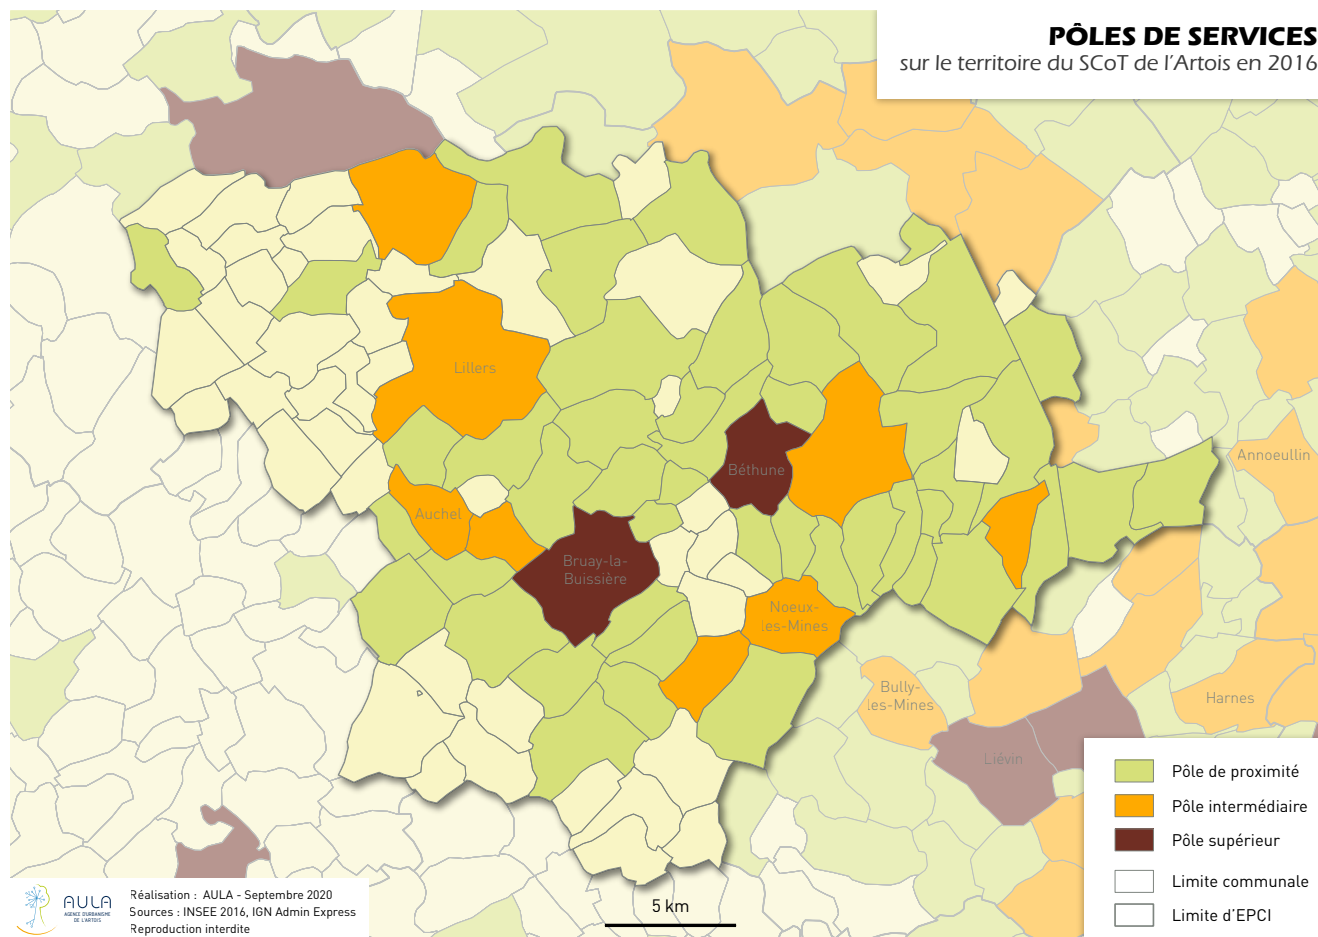 PÔLES DE SERVICES
sur le territoire du SCoT de l'Artois en 2016
Lillers
Annoeullin
Béthune
Auchel
Bruay-la-
Buissière
Noeux-
les-Mines
Bully-
les-Mines
Harnes
Liévin
Pôle de proximité
Pôle intermédiaire
Pôle supérieur
Limite communale
Limite d'EPCI
5 km
AULA
AGENCE D'URBANISME
DE L'ARTOIS
Réalisation : AULA - Septembre 2020
Sources : INSEE 2016, IGN Admin Express
Reproduction interdite